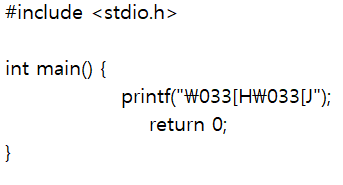 #include <stdio.h>
int main() {
printf("₩033[H₩033[J");
return 0;
}